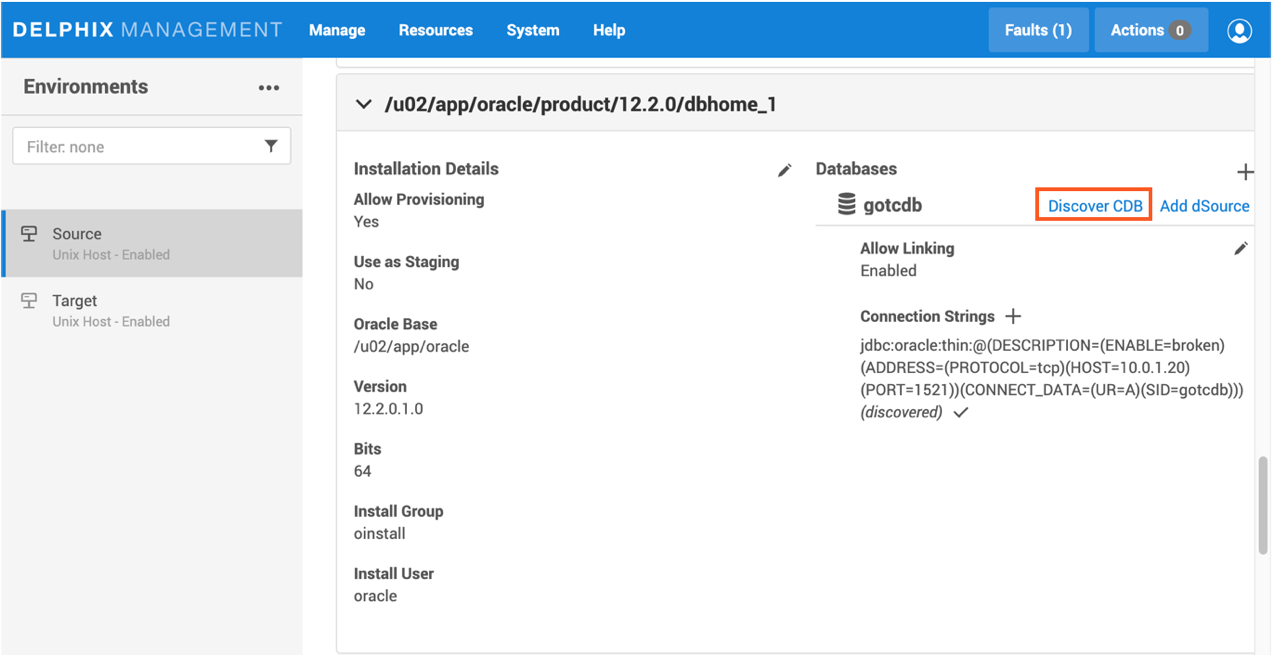 DELPHIX MANAGEMENT Manage Resources System Help Faults (1) Actions 0
Environments
Filter: none
Source
Unix Host - Enabled
Target
Unix Host - Enabled
/u02/app/oracle/product/12.2.0/dbhome_1
Installation Details
Allow Provisioning
Yes
Use as Staging
No
Oracle Base
/u02/app/oracle
Version
12.2.0.1.0
Bits
64
Install Group
oinstall
Install User
oracle
Databases
gotcdb Discover CDB Add dSource
Allow Linking
Enabled
Connection Strings
jdbc:oracle:thin:@(DESCRIPTION=(ENABLE=broken)
(ADDRESS=(PROTOCOL=tcp)(HOST=10.0.1.20)
(PORT=1521))(CONNECT_DATA=(UR=A)(SID=gotcdb)))
(discovered)